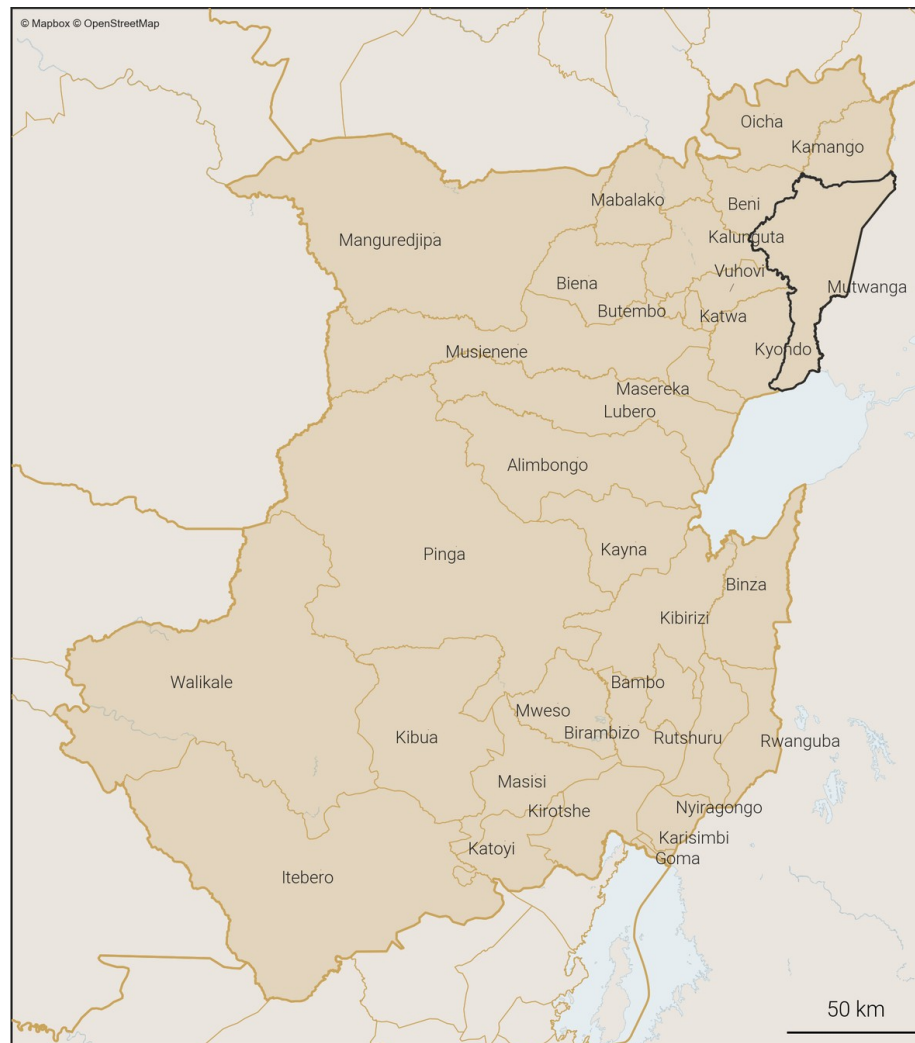 © Mapbox © OpenStreetMap
Oicha
Kamango
Mabalako
Beni
Manguredjipa
Kalunguta
Vuhovi
Biena
Mutwanga
Butembo
Katwa
Musienene
Kyondo
Masereka
Lubero
Alimbongo
Pinga
Kayna
Binza
Kibirizi
Walikale
Bambo
Mweso
Birambizo
Kibua
Rutshuru
Rwanguba
Masisi
Kirotshe
Nyiragongo
Karisimbi
Katoyi
Goma
Itebero
50 km